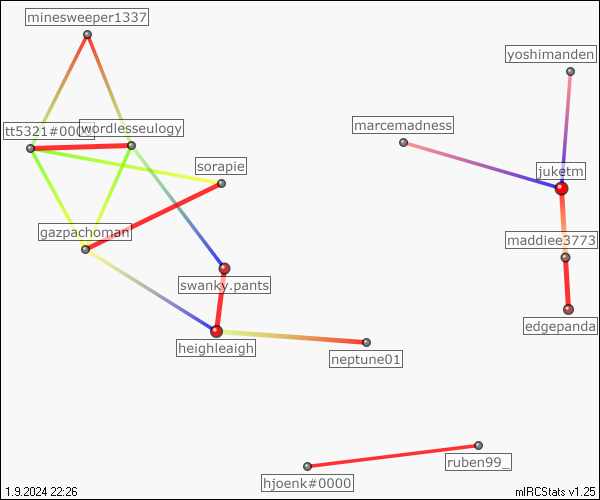 minesweeper1337
yoshimanden
marcemadness
tt5321#000
wordlesseulogy
sorapie
juketm
gazpachoman
maddiee3773
swanky.pants
edgepanda
heighleaigh
neptune01
ruben99_
hjoenk#0000
1.9.2024 22:26
mIRCStats v1.25